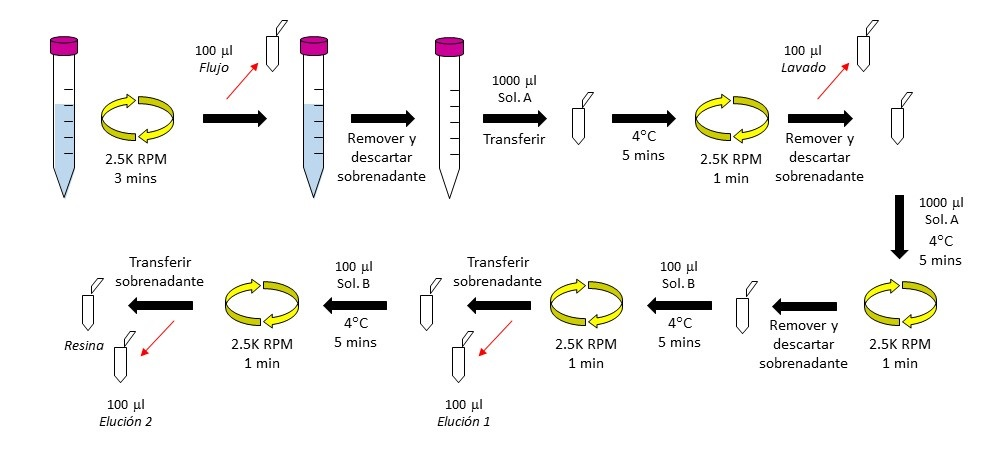 2.5K RPM
3 mins
100 µl
Flujo
Remover y
descartar
sobrenadante
1000 µl
Sol. A
Transferir
4°C
5 mins
2.5K RPM
1 min
100 µl
Lavado
Remover y
descartar
sobrenadante
1000 µl
Sol. A
4°C
5 mins
2.5K RPM
1 min
Remover y
descartar
sobrenadante
100 µl
Sol. B
4°C
5 mins
2.5K RPM
1 min
Transferir
sobrenadante
100 µl
Elución 1
100 µl
Sol. B
4°C
5 mins
2.5K RPM
1 min
Transferir
sobrenadante
Resina
100 µl
Elución 2